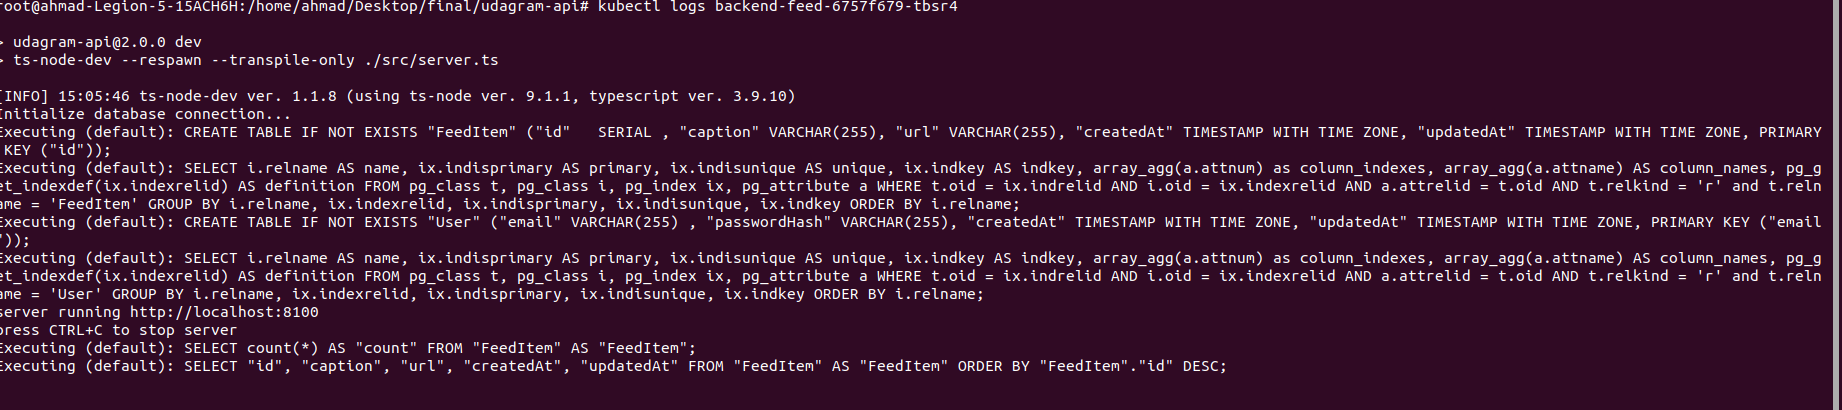 root@ahmad-Legion-5-15ACH6H:/home/ahmad/Desktop/final/udagram-api# kubectl logs backend-feed-6757f679-tbsr4
> udagram-api@2.0.0 dev
> ts-node-dev --respawn --transpile-only ./src/server.ts
[INFO] 15:05:46 ts-node-dev ver. 1.1.8 (using ts-node ver. 9.1.1, typescript ver. 3.9.10)
Initialize database connection...
Executing (default): CREATE TABLE IF NOT EXISTS "FeedItem" ("id"   SERIAL , "caption" VARCHAR(255), "url" VARCHAR(255), "createdAt" TIMESTAMP WITH TIME ZONE, "updatedAt" TIMESTAMP WITH TIME ZONE, PRIMARY
 KEY ("id"));
Executing (default): SELECT i.relname AS name, ix.indisprimary AS primary, ix.indisunique AS unique, ix.indkey AS indkey, array_agg(a.attnum) as column_indexes, array_agg(a.attname) AS column_names, pg_g
et_indexdef(ix.indexrelid) AS definition FROM pg_class t, pg_class i, pg_index ix, pg_attribute a WHERE t.oid = ix.indrelid AND i.oid = ix.indexrelid AND a.attrelid = t.oid AND t.relkind = 'r' and t.reln
ame = 'FeedItem' GROUP BY i.relname, ix.indexrelid, ix.indisprimary, ix.indisunique, ix.indkey ORDER BY i.relname;
Executing (default): CREATE TABLE IF NOT EXISTS "User" ("email" VARCHAR(255) , "passwordHash" VARCHAR(255), "createdAt" TIMESTAMP WITH TIME ZONE, "updatedAt" TIMESTAMP WITH TIME ZONE, PRIMARY KEY ("email
"));
Executing (default): SELECT i.relname AS name, ix.indisprimary AS primary, ix.indisunique AS unique, ix.indkey AS indkey, array_agg(a.attnum) as column_indexes, array_agg(a.attname) AS column_names, pg_g
et_indexdef(ix.indexrelid) AS definition FROM pg_class t, pg_class i, pg_index ix, pg_attribute a WHERE t.oid = ix.indrelid AND i.oid = ix.indexrelid AND a.attrelid = t.oid AND t.relkind = 'r' and t.reln
ame = 'User' GROUP BY i.relname, ix.indexrelid, ix.indisprimary, ix.indisunique, ix.indkey ORDER BY i.relname;
server running http://localhost:8100
press CTRL+C to stop server
Executing (default): SELECT count(*) AS "count" FROM "FeedItem" AS "FeedItem";
Executing (default): SELECT "id", "caption", "url", "createdAt", "updatedAt" FROM "FeedItem" AS "FeedItem" ORDER BY "FeedItem"."id" DESC;